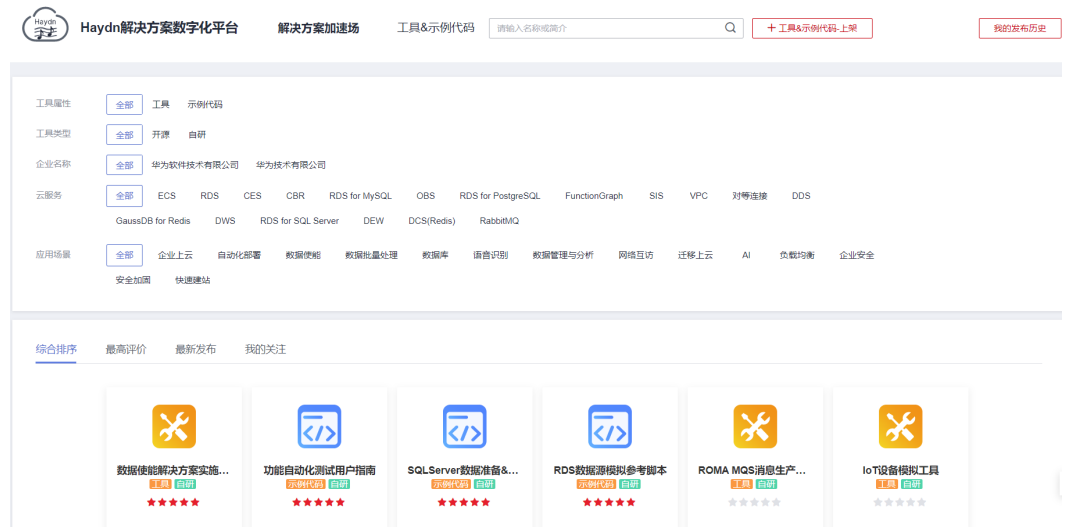 Haydn
Haydn解决方案数字化平台 解决方案加速场 工具&示例代码 请输入名称或简介 +工具&示例代码-上架 我的发布历史
工具属性 全部 工具 示例代码
工具类型 全部 开源 自研
企业名称 全部 华为软件技术有限公司 华为技术有限公司
云服务 全部 ECS RDS CES CBR RDS for MySQL OBS RDS for PostgreSQL FunctionGraph SIS VPC 对等连接 DDS
GaussDB for Redis DWS RDS for SQL Server DEW DCS(Redis) RabbitMQ
应用场景 全部 企业上云 自动化部署 数据使能 数据批量处理 数据库 语音识别 数据管理与分析 网络互访 迁移上云 AI 负载均衡 企业安全
安全加固 快速建站
综合排序 最高评价 最新发布 我的关注
数据使能解决方案实施... 功能自动化测试用户指南 SQLServer数据准备&... RDS数据源模拟参考脚本 ROMA MQS消息生产... IoT设备模拟工具
工具 自研 示例代码 自研 示例代码 自研 示例代码 自研 工具 自研 工具 自研